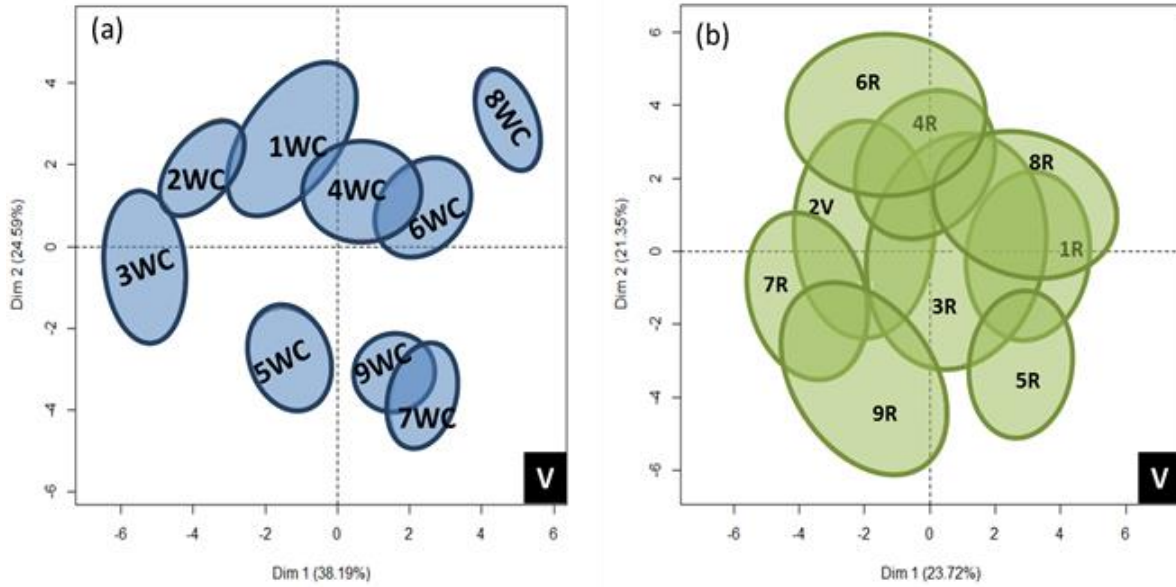 (a)
8WC
1WC
2WC
4WC
6WC
3WC
5WC
9WC
7WC
V
4
2
0
-2
-4
-6
-6
-4
-2
0
2
4
6
Dim 2 (24.59%)
Dim 1 (38.19%)
(b)
6R
4R
8R
2V
1R
7R
3R
5R
9R
V
6
4
2
0
-2
-4
-6
-6
-4
-2
0
2
4
6
Dim 2 (21.35%)
Dim 1 (23.72%)